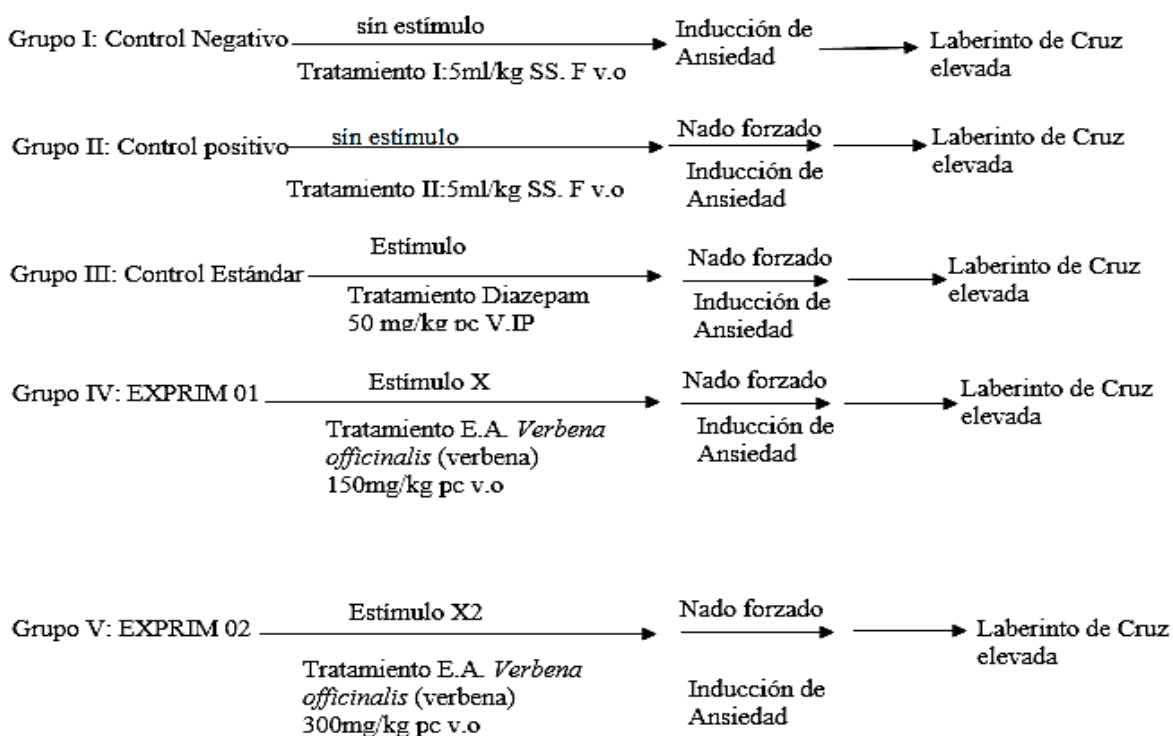 Grupo I: Control Negativo
sín estímulo
Tratamiento I:5ml/kg SS. F v.o
Inducción de
Ansiedad
Laberinto de Cruz
elevada
Grupo II: Control positivo
sín estímulo
Tratamiento II:5ml/kg SS. F v.o
Nado forzado
Inducción de
Ansiedad
Laberinto de Cruz
elevada
Grupo III: Control Estándar
Estímulo
Tratamiento Diazepam
50 mg/kg pc V.IP
Nado forzado
Inducción de
Ansiedad
Laberinto de Cruz
elevada
Grupo IV: EXPRIM 01
Estímulo X
Tratamiento E.A. Verbena
officinalis (verbena)
150mg/kg pc v.o
Nado forzado
Inducción de
Ansiedad
Laberinto de Cruz
elevada
Grupo V: EXPRIM 02
Estímulo X2
Tratamiento E.A. Verbena
officinalis (verbena)
300mg/kg pc v.o
Nado forzado
Inducción de
Ansiedad
Laberinto de Cruz
elevada